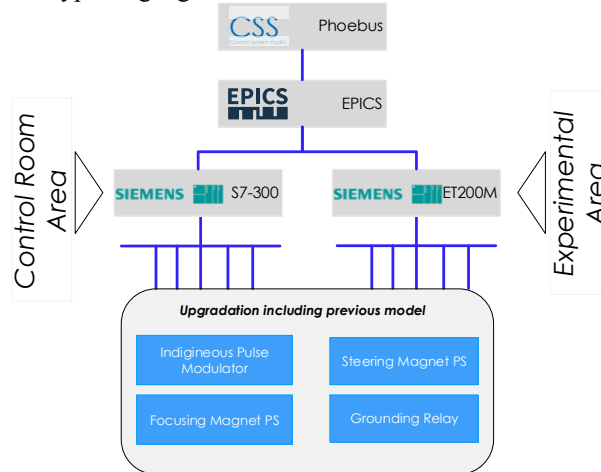 CSS
Control system studio
Phoebus
EPICS
EPICS
Control Room
Area
SIEMENS
S7-300
SIEMENS
ET200M
Experimental
Area
Upgradation including previous model
Indigineous Pulse
Modulator
Steering Magnet PS
Focusing Magnet PS
Grounding Relay